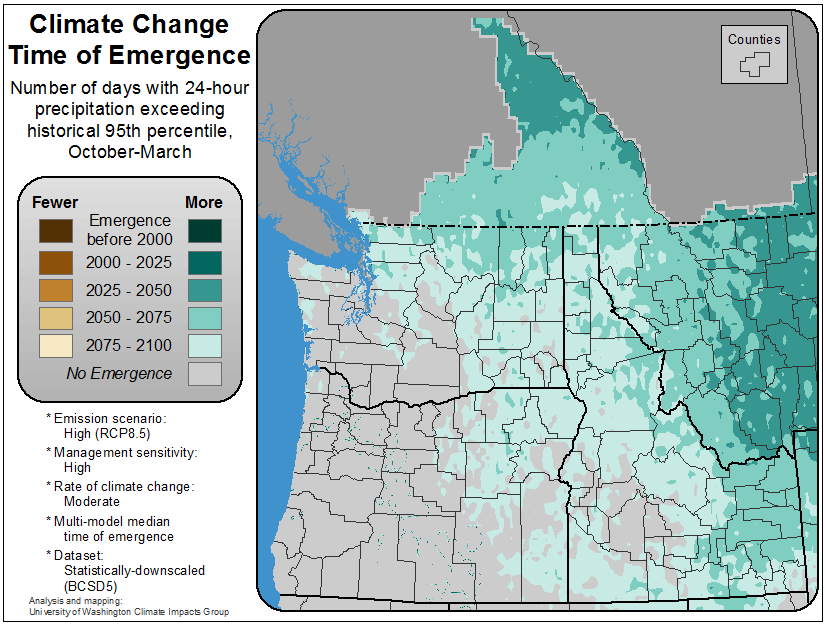 Climate Change
Time of Emergence
Number of days with 24-hour
precipitation exceeding
historical 95th percentile,
October-March
Fewer More
Emergence
before 2000
2000 - 2025
2025 - 2050
2050 - 2075
2075 - 2100
No Emergence
* Emission scenario:
High (RCP8.5)
* Management sensitivity:
High
* Rate of climate change:
Moderate
* Multi-model median
time of emergence
* Dataset:
Statistically-downscaled
(BCSD5)
Analysis and mapping:
University of Washington Climate Impacts Group
Counties